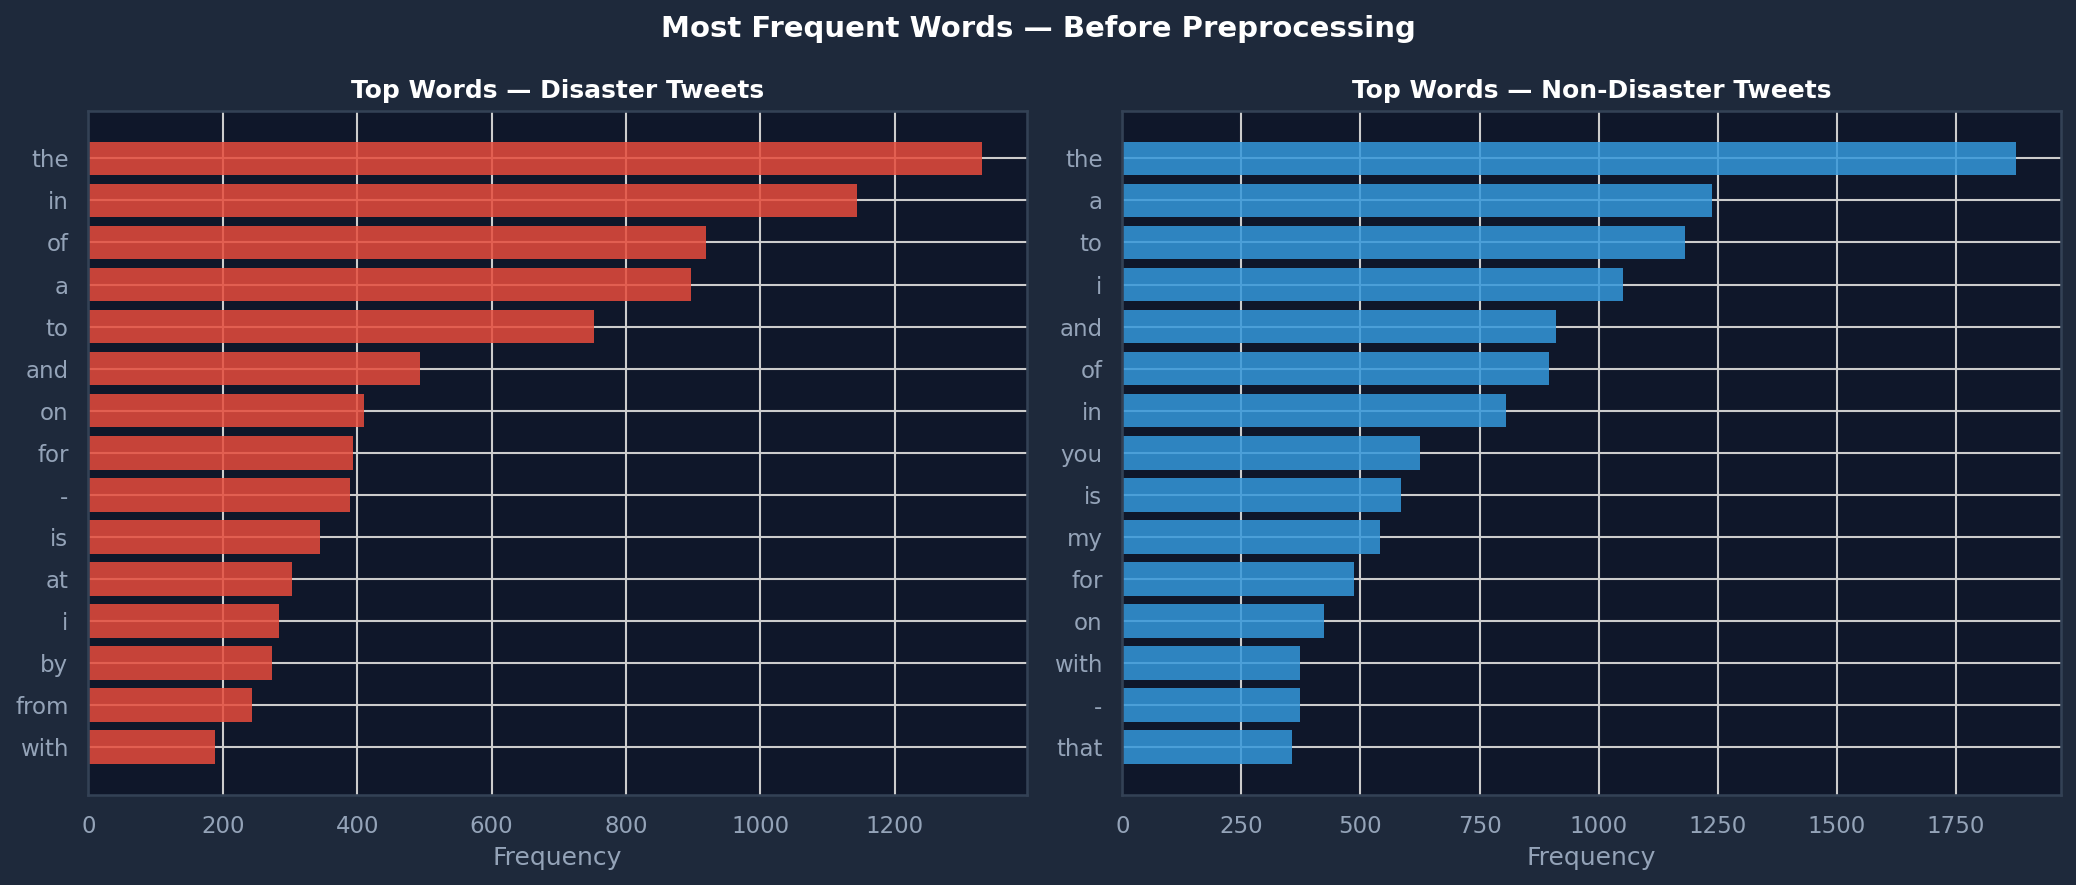 Most Frequent Words — Before Preprocessing
Top Words — Disaster Tweets
the
in
of
a
to
and
on
for
-
is
at
i
by
from
with
0 200 400 600 800 1000 1200
Frequency
Top Words — Non-Disaster Tweets
the
a
to
i
and
of
in
you
is
my
for
on
with
-
that
0 250 500 750 1000 1250 1500 1750
Frequency